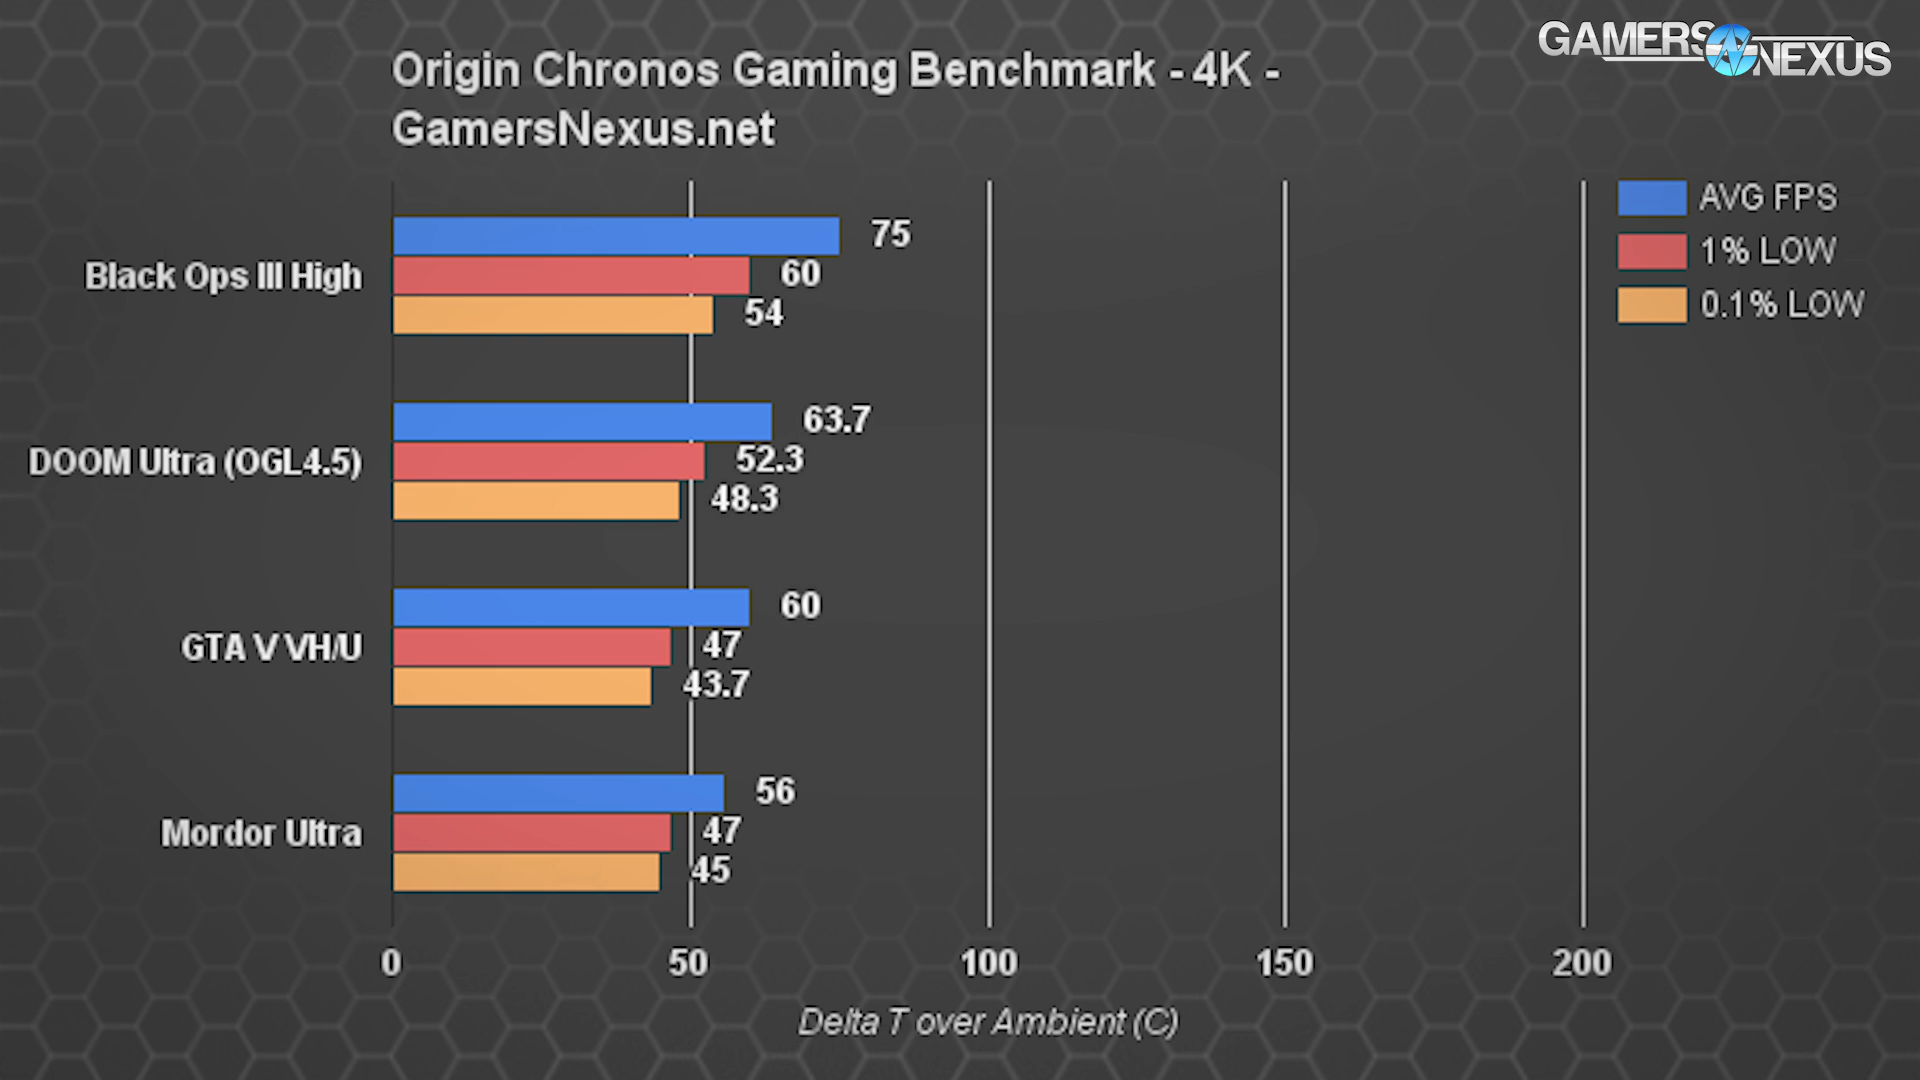 GAMERS NEXUS
Origin Chronos Gaming Benchmark - 4K -
GamersNexus.net
AVG FPS
1% LOW
0.1% LOW
Black Ops III High
75
60
54
DOOM Ultra (OGL4.5)
63.7
52.3
48.3
GTA V VH/U
60
47
43.7
Mordor Ultra
56
47
45
0 50 100 150 200
Delta T over Ambient (C)